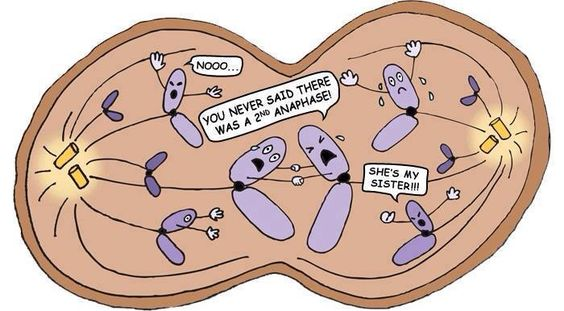 NOOO...
YOU NEVER SAID THERE
WAS A 2ND ANAPHASE!
SHE'S MY
SISTER!!!